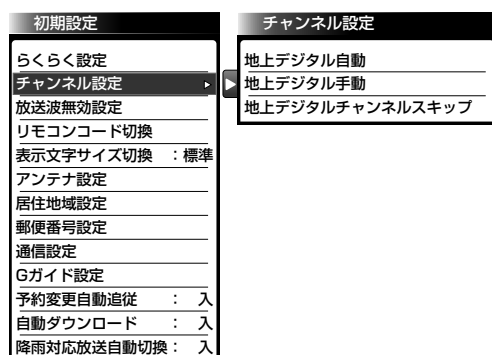 初期設定
らくらく設定
チャンネル設定
放送波無効設定
リモコンコード切換
表示文字サイズ切換 ：標準
アンテナ設定
居住地域設定
郵便番号設定
通信設定
Gガイド設定
予約変更自動追従 ： 入
自動ダウンロード ： 入
降雨対応放送自動切換： 入
チャンネル設定
地上デジタル自動
地上デジタル手動
地上デジタルチャンネルスキップ